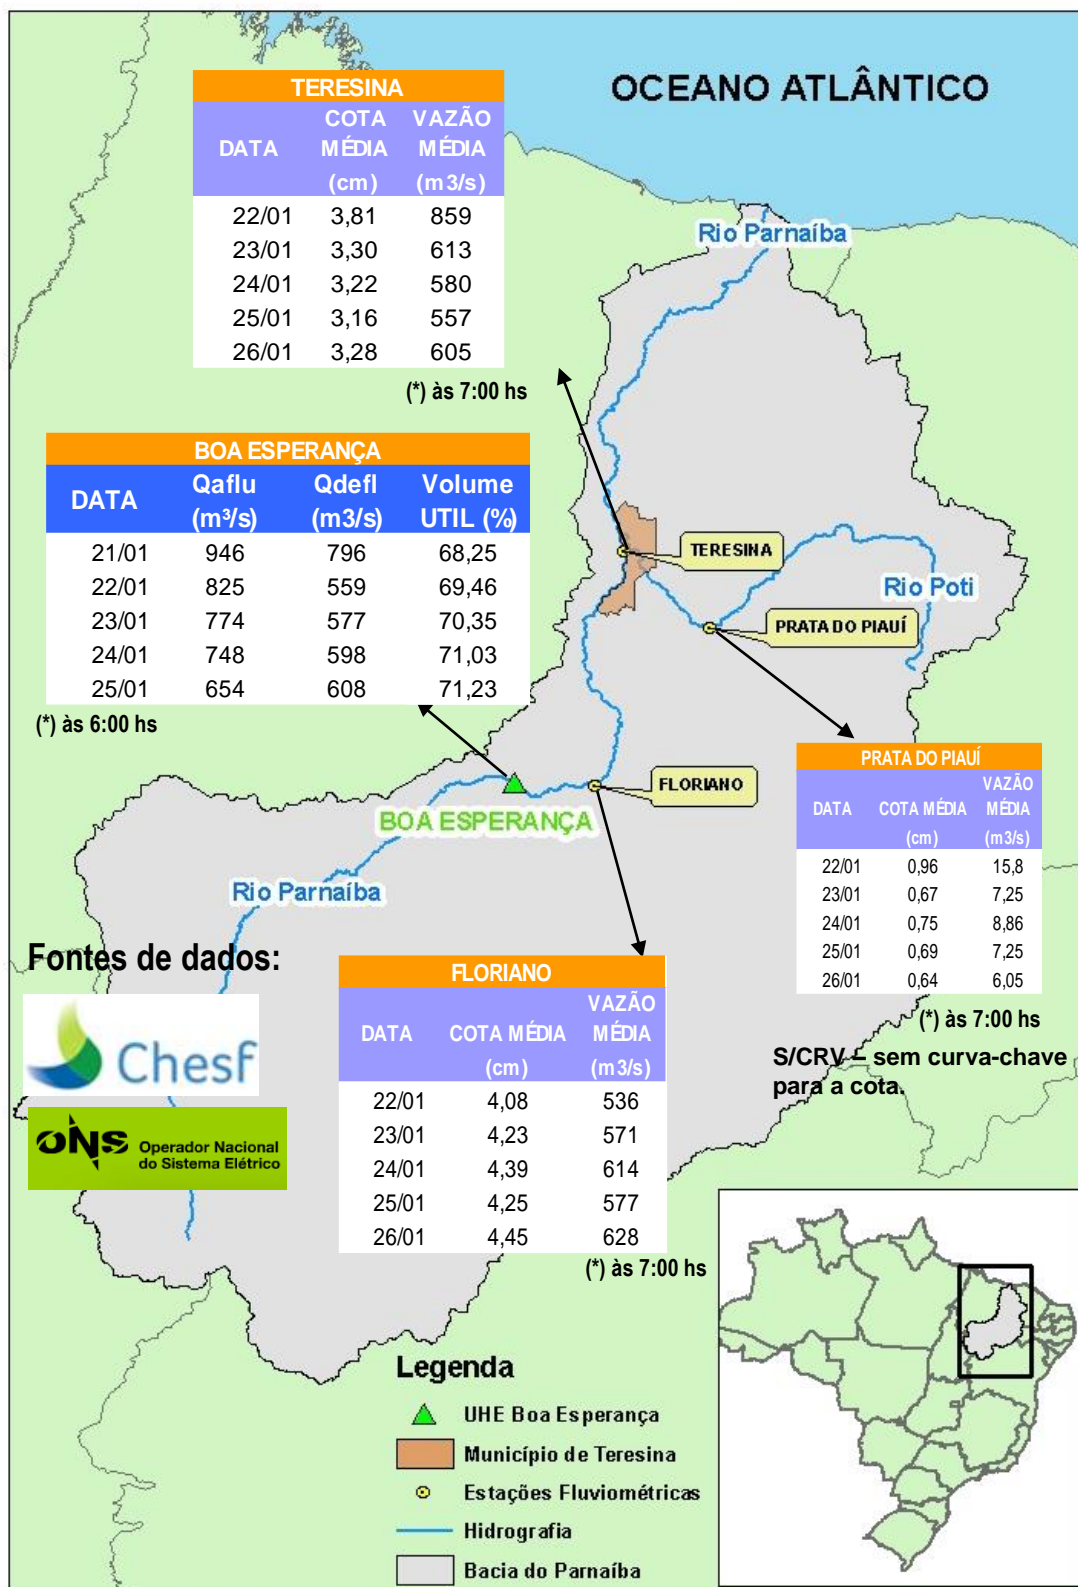 OCEANO ATLÂNTICO
TERESINA
DATA COTA MÉDIA (cm) VAZÃO MÉDIA (m3/s)
22/01 3,81 859
23/01 3,30 613
24/01 3,22 580
25/01 3,16 557
26/01 3,28 605
(*) às 7:00 hs
Rio Parnaíba
BOA ESPERANÇA
DATA Qaflu (m³/s) Qdefl (m3/s) Volume UTIL (%)
21/01 946 796 68,25
22/01 825 559 69,46
23/01 774 577 70,35
24/01 748 598 71,03
25/01 654 608 71,23
(*) às 6:00 hs
TERESINA
Rio Poti
PRATA DO PIAUÍ
FLORIANO
BOA ESPERANÇA
Rio Parnaíba
PRATA DO PIAUÍ
DATA COTA MÉDIA (cm) VAZÃO MÉDIA (m3/s)
22/01 0,96 15,8
23/01 0,67 7,25
24/01 0,75 8,86
25/01 0,69 7,25
26/01 0,64 6,05
(*) às 7:00 hs
S/CRV – sem curva-chave
para a cota.
Fontes de dados:
Chesf
ONS Operador Nacional
do Sistema Elétrico
FLORIANO
DATA COTA MÉDIA (cm) VAZÃO MÉDIA (m3/s)
22/01 4,08 536
23/01 4,23 571
24/01 4,39 614
25/01 4,25 577
26/01 4,45 628
(*) às 7:00 hs
Legenda
UHE Boa Esperança
Município de Teresina
Estações Fluviométricas
Hidrografia
Bacia do Parnaíba